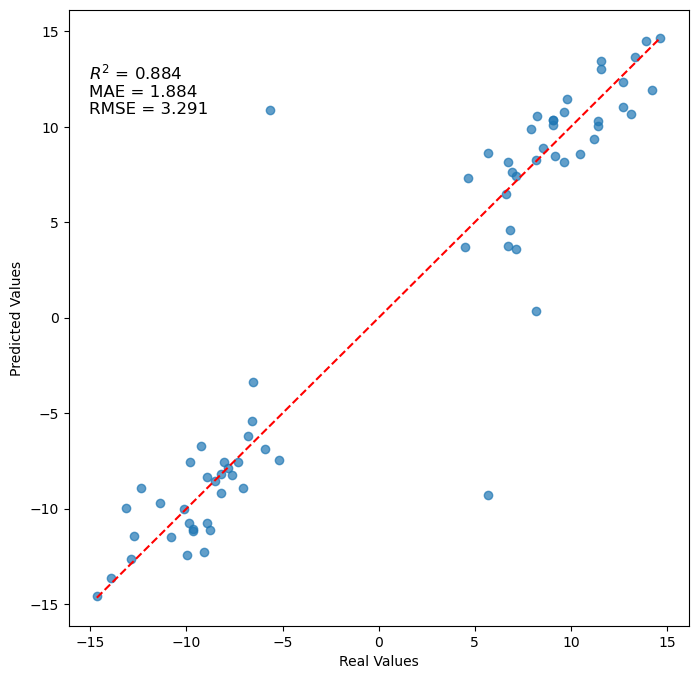 R² = 0.884
MAE = 1.884
RMSE = 3.291
15
10
5
0
−5
−10
−15
Predicted Values
−15 −10 −5 0 5 10 15
Real Values